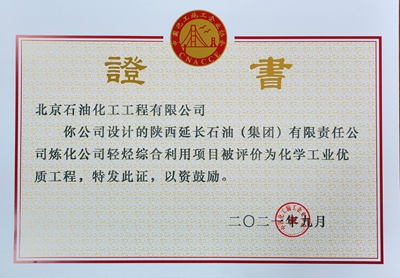 CNACCE
證書
北京石油化工工程有限公司
你公司设计的陕西延长石油（集团）有限责任公
司炼化公司轻烃综合利用项目被评价为化学工业优
质工程，特发此证，以资鼓励。
二〇二一年九月